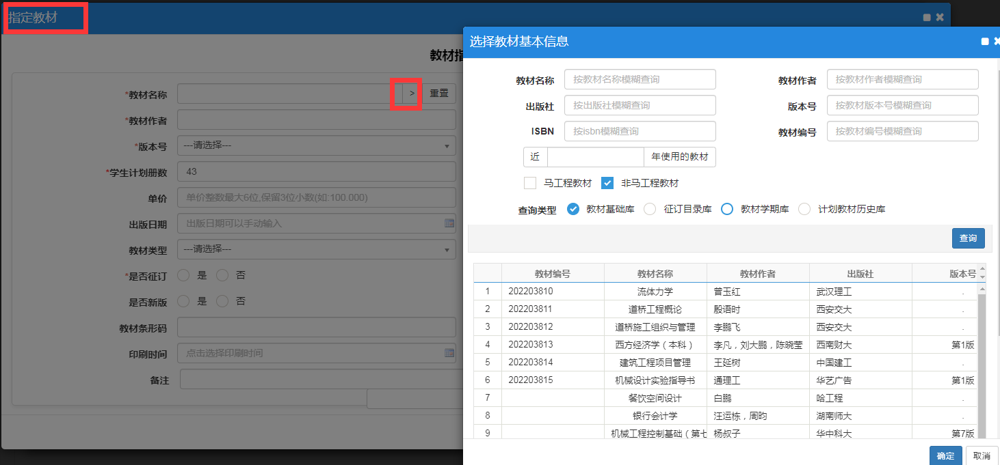 指定教材
教材指
*教材名称 > 重置
*教材作者
*版本号 ---请选择---
*学生计划册数 43
单价 单价整数最大6位,保留3位小数(如:100.000)
出版日期 出版日期可以手动输入
教材类型 ---请选择---
*是否征订 是 否
是否新版 是 否
教材条形码
印刷时间 点击选择印刷时间
备注
选择教材基本信息
教材名称 按教材名称模糊查询 教材作者 按教材作者模糊查询
出版社 按出版社模糊查询 版本号 按教材版本号模糊查询
ISBN 按isbn模糊查询 教材编号 按教材编号模糊查询
近 年使用的教材
马工程教材 非马工程教材
查询类型 教材基础库 征订目录库 教材学期库 计划教材历史库
查询
教材编号 教材名称 教材作者 出版社 版本号
1 202203810 流体力学 曾玉红 武汉理工 .
2 202203811 道桥工程概论 殷语时 西安交大 .
3 202203812 道桥施工组织与管理 李鹏飞 西安交大 .
4 202203813 西方经济学（本科） 李凡，刘大鹏，陈晓莹 西南财大 第1版
5 202203814 建筑工程项目管理 王延树 中国建工 .
6 202203815 机械设计实验指导书 通理工 华艺广告 第1版
7 餐饮空间设计 白鹏 哈工程 .
8 银行会计学 汪运栋，周昀 湖南师大 .
9 机械工程控制基础（第七 杨叔子 华中科大 第7版
确定 取消